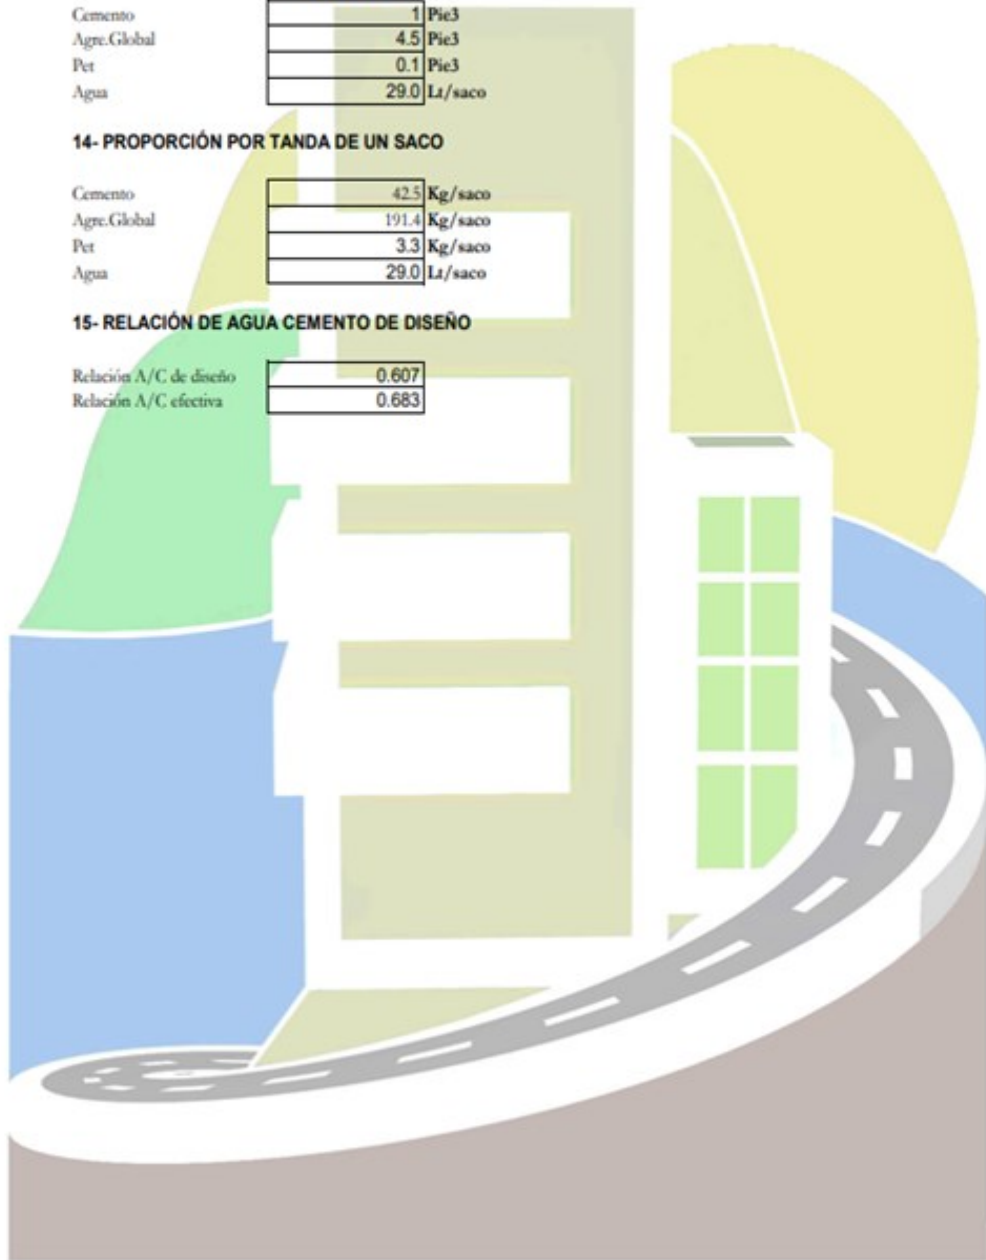 Cemento 1 Pie3
Agre.Global 4.5 Pie3
Pet 0.1 Pie3
Agua 29.0 Lt/saco
14- PROPORCIÓN POR TANDA DE UN SACO
Cemento 42.5 Kg/saco
Agre.Global 191.4 Kg/saco
Pet 3.3 Kg/saco
Agua 29.0 Lt/saco
15- RELACIÓN DE AGUA CEMENTO DE DISEÑO
Relación A/C de diseño 0.607
Relación A/C efectiva 0.683